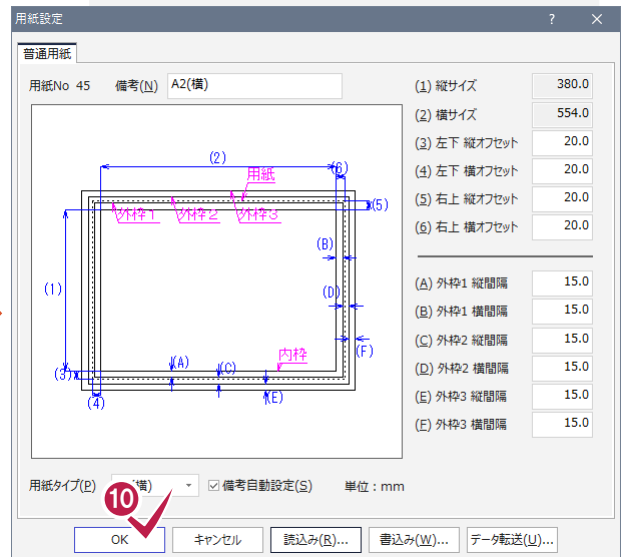 用紙設定
? ×
普通用紙
用紙No 45 備考(N) A2(横)
(1) 縦サイズ 380.0
(2) 横サイズ 554.0
(3) 左下 縦オフセット 20.0
(4) 左下 横オフセット 20.0
(5) 右上 縦オフセット 20.0
(6) 右上 横オフセット 20.0
(A) 外枠1 縦間隔 15.0
(B) 外枠1 横間隔 15.0
(C) 外枠2 縦間隔 15.0
(D) 外枠2 横間隔 15.0
(E) 外枠3 縦間隔 15.0
(F) 外枠3 横間隔 15.0
(2)
用紙
(6)
外枠1 外枠2 外枠3
(5)
(B)
(1)
(D)
内枠
(F)
(A)
(C)
(3)
(4)
(E)
用紙タイプ(P) 横) 備考自動設定(S) 単位:mm
10
OK キャンセル 読込み(R)... 書込み(W)... データ転送(U)...